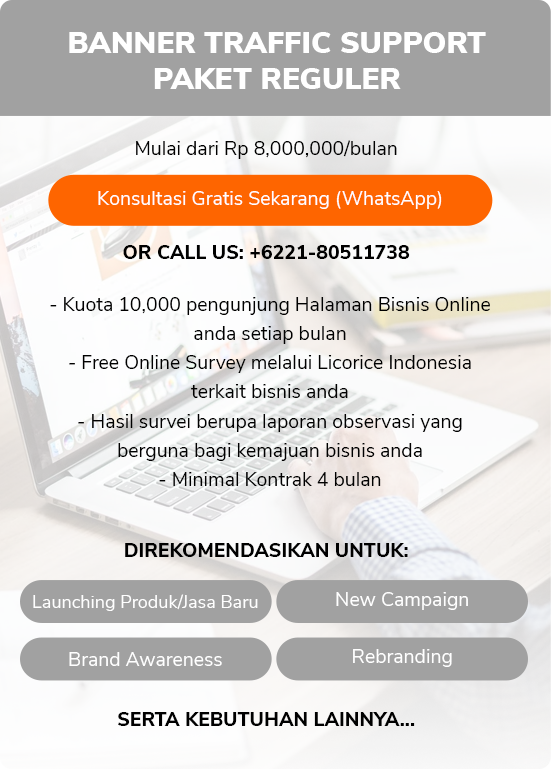 BANNER TRAFFIC SUPPORT
PAKET REGULER
Mulai dari Rp 8,000,000/bulan
Konsultasi Gratis Sekarang (WhatsApp)
OR CALL US: +6221-80511738
- Kuota 10,000 pengunjung Halaman Bisnis Online
anda setiap bulan
- Free Online Survey melalui Licorice Indonesia
terkait bisnis anda
- Hasil survei berupa laporan observasi yang
berguna bagi kemajuan bisnis anda
- Minimal Kontrak 4 bulan
DIREKOMENDASIKAN UNTUK:
Launching Produk/Jasa Baru
New Campaign
Brand Awareness
Rebranding
SERTA KEBUTUHAN LAINNYA...